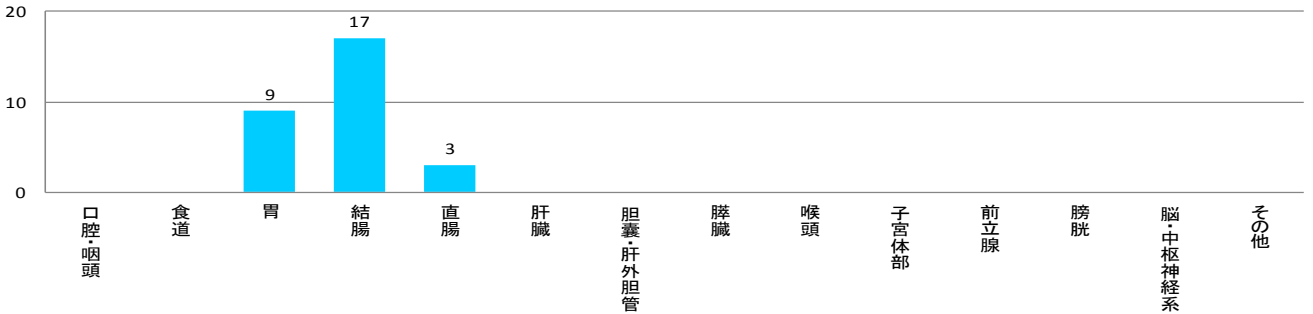 20
17
10
9
3
0
口腔・咽頭
食道
胃
結腸
直腸
肝臓
胆嚢・肝外胆管
膵臓
喉頭
子宮体部
前立腺
膀胱
脳・中枢神経系
その他